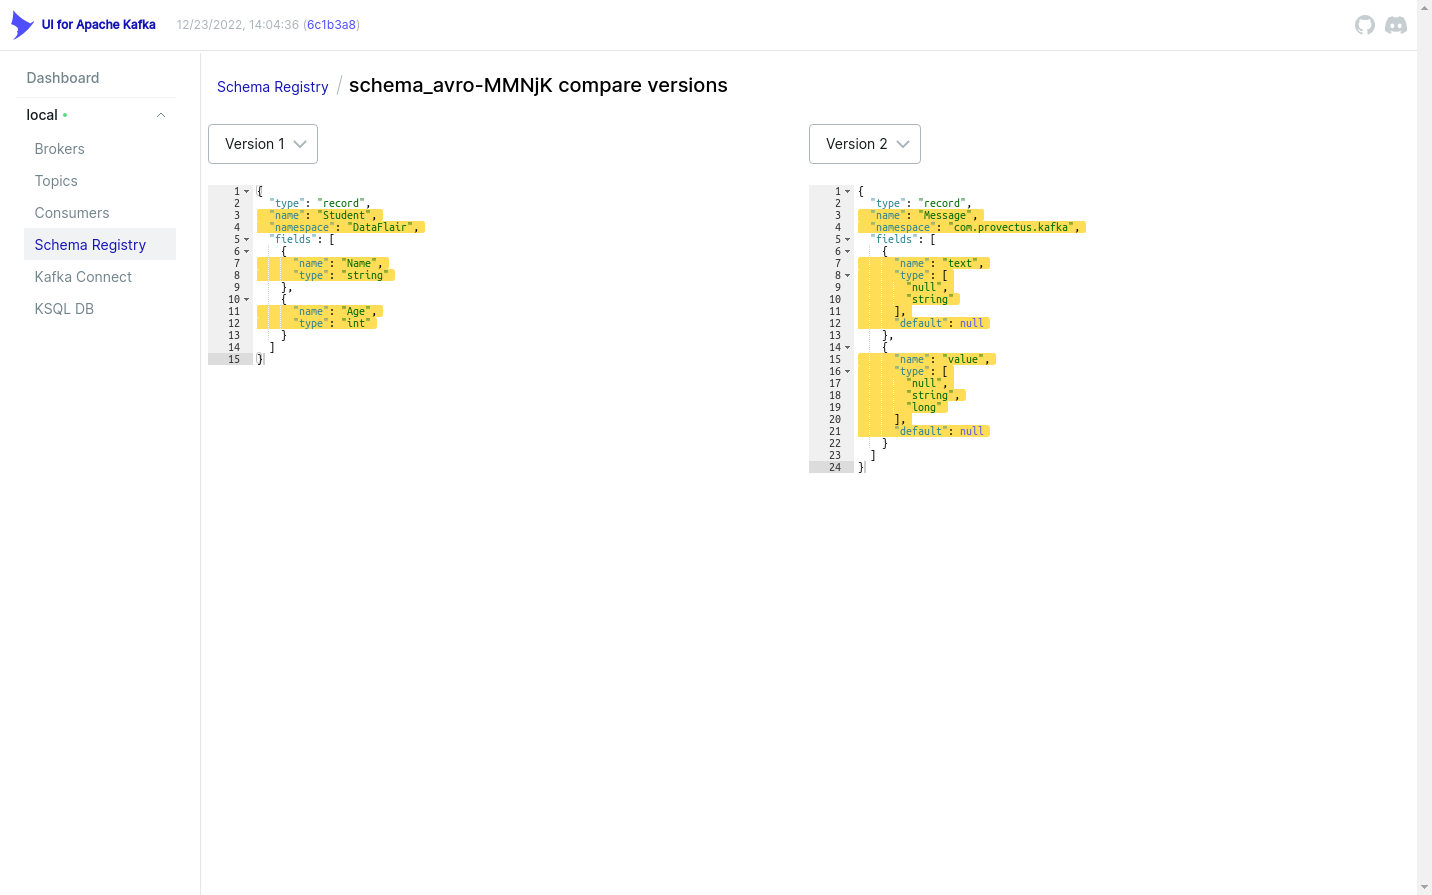 UI for Apache Kafka 12/23/2022, 14:04:36 (6c1b3a8)
Dashboard
local
Brokers
Topics
Consumers
Schema Registry
Kafka Connect
KSQL DB
Schema Registry / schema_avro-MMNjK compare versions
Version 1
1 {
2 "type": "record",
3 "name": "Student",
4 "namespace": "DataFlair",
5 "fields": [
6 {
7 "name": "Name",
8 "type": "string"
9 },
10 {
11 "name": "Age",
12 "type": "int"
13 }
14 ]
15 }
Version 2
1 {
2 "type": "record",
3 "name": "Message",
4 "namespace": "com.provectus.kafka",
5 "fields": [
6 {
7 "name": "text",
8 "type": [
9 "null",
10 "string"
11 ],
12 "default": null
13 },
14 {
15 "name": "value",
16 "type": [
17 "null",
18 "string",
19 "long"
20 ],
21 "default": null
22 }
23 ]
24 }